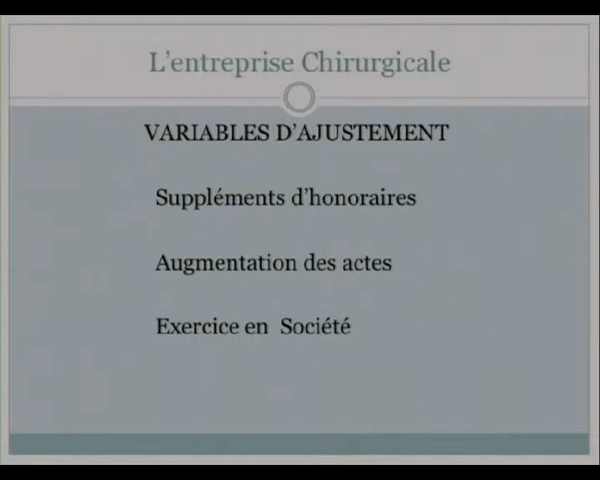 L'entreprise Chirurgicale
VARIABLES D'AJUSTEMENT
Suppléments d'honoraires
Augmentation des actes
Exercice en Société